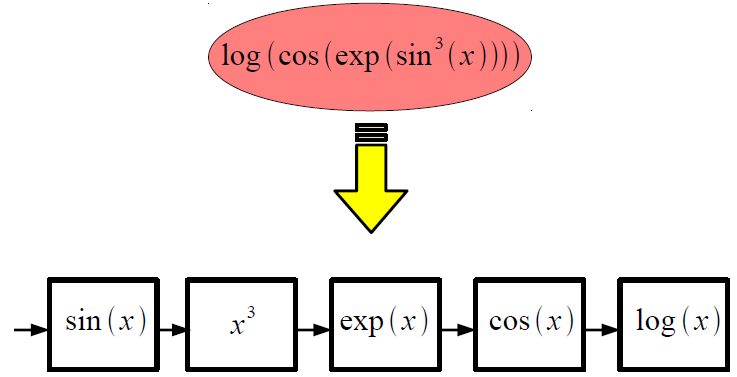 log(cos(exp(sin³(x))))
sin(x) x³ exp(x) cos(x) log(x)